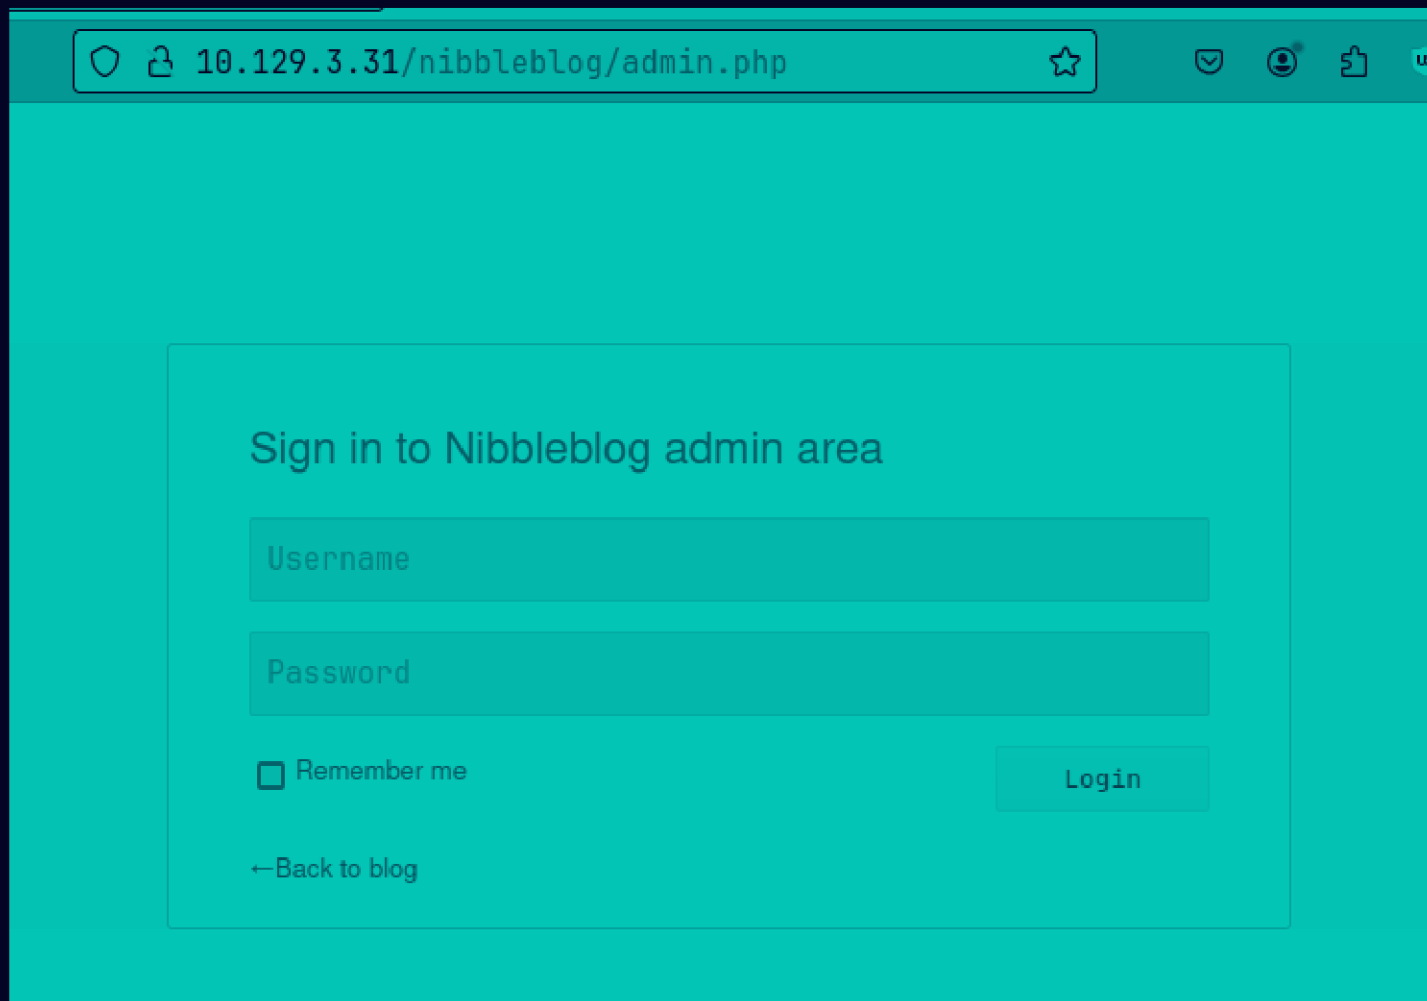 10.129.3.31/nibbleblog/admin.php
Sign in to Nibbleblog admin area
Username
Password
Remember me
Login
←Back to blog